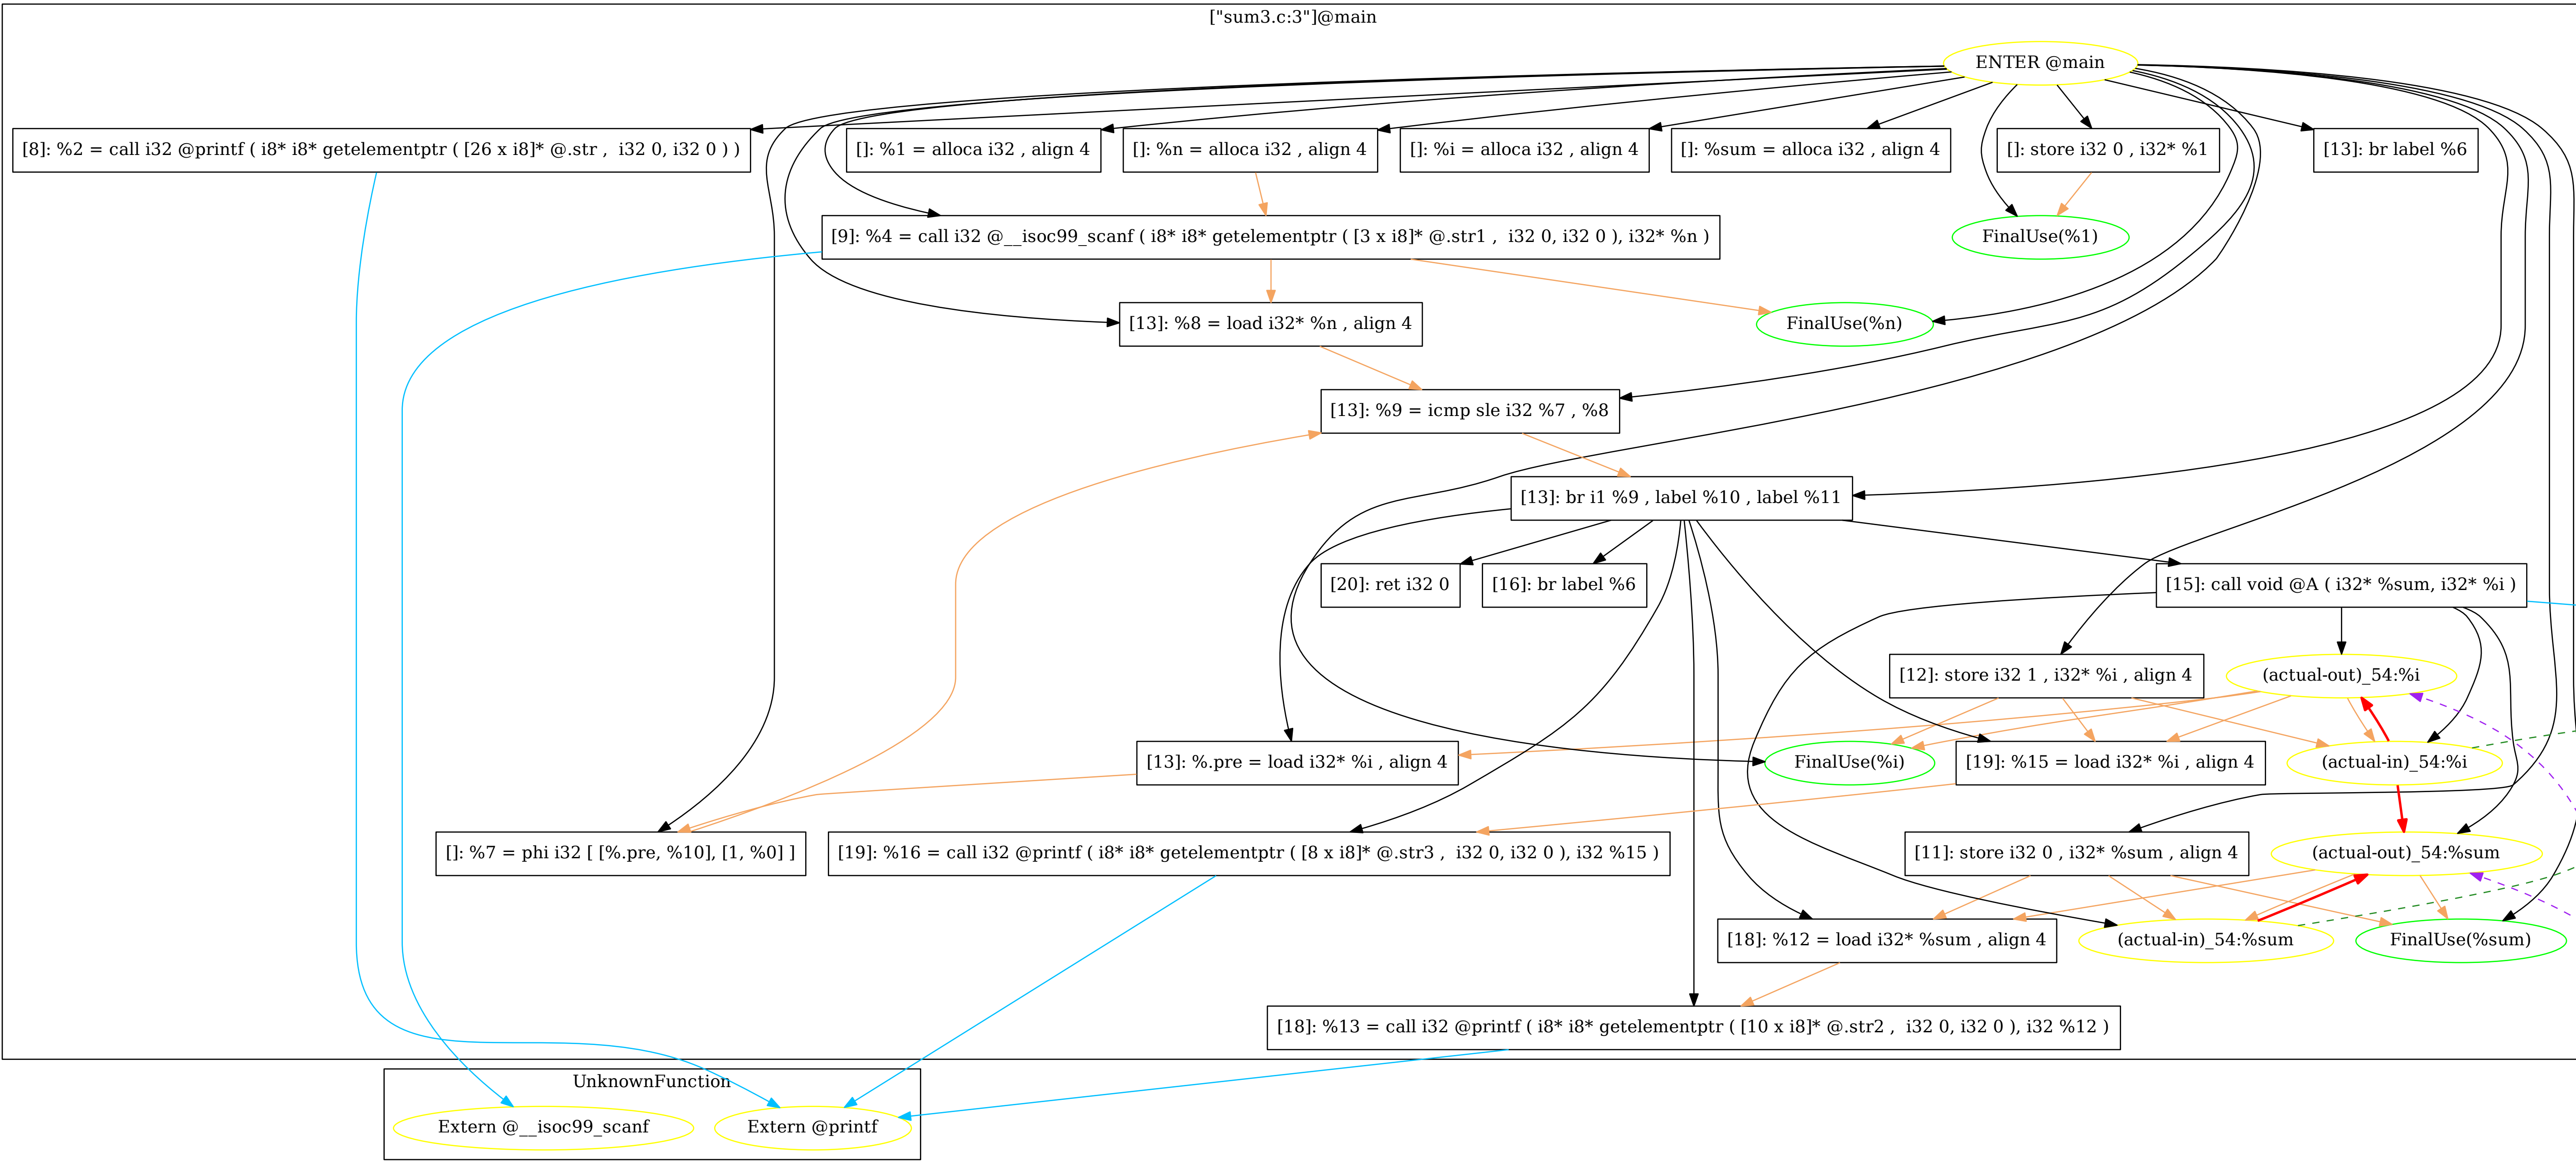 ["sum3.c:3"]@main
ENTER @main
[8]: %2 = call i32 @printf ( i8* i8* getelementptr ( [26 x i8]* @.str ,  i32 0, i32 0 ) )
[]: %1 = alloca i32 , align 4
[]: %n = alloca i32 , align 4
[]: %i = alloca i32 , align 4
[]: %sum = alloca i32 , align 4
[]: store i32 0 , i32* %1
[13]: br label %6
[9]: %4 = call i32 @__isoc99_scanf ( i8* i8* getelementptr ( [3 x i8]* @.str1 ,  i32 0, i32 0 ), i32* %n )
FinalUse(%1)
[13]: %8 = load i32* %n , align 4
FinalUse(%n)
[13]: %9 = icmp sle i32 %7 , %8
[13]: br i1 %9 , label %10 , label %11
[20]: ret i32 0
[16]: br label %6
[15]: call void @A ( i32* %sum, i32* %i )
[12]: store i32 1 , i32* %i , align 4
(actual-out)_54:%i
[13]: %.pre = load i32* %i , align 4
FinalUse(%i)
[19]: %15 = load i32* %i , align 4
(actual-in)_54:%i
[]: %7 = phi i32 [ [%.pre, %10], [1, %0] ]
[19]: %16 = call i32 @printf ( i8* i8* getelementptr ( [8 x i8]* @.str3 ,  i32 0, i32 0 ), i32 %15 )
[11]: store i32 0 , i32* %sum , align 4
(actual-out)_54:%sum
[18]: %12 = load i32* %sum , align 4
(actual-in)_54:%sum
FinalUse(%sum)
[18]: %13 = call i32 @printf ( i8* i8* getelementptr ( [10 x i8]* @.str2 ,  i32 0, i32 0 ), i32 %12 )
UnknownFunction
Extern @__isoc99_scanf
Extern @printf